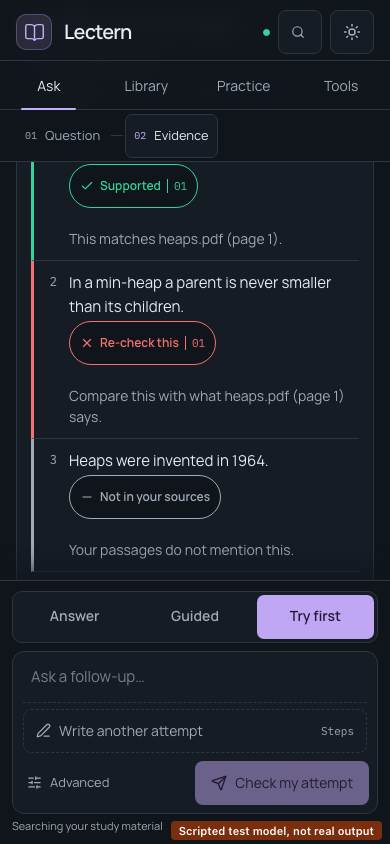 Lectern
Ask Library Practice Tools
01 Question 02 Evidence
Supported | 01
This matches heaps.pdf (page 1).
2 In a min-heap a parent is never smaller
than its children.
Re-check this | 01
Compare this with what heaps.pdf (page 1)
says.
3 Heaps were invented in 1964.
Not in your sources
Your passages do not mention this.
Answer Guided Try first
Ask a follow-up…
Write another attempt Steps
Advanced Check my attempt
Searching your study material
Scripted test model, not real output